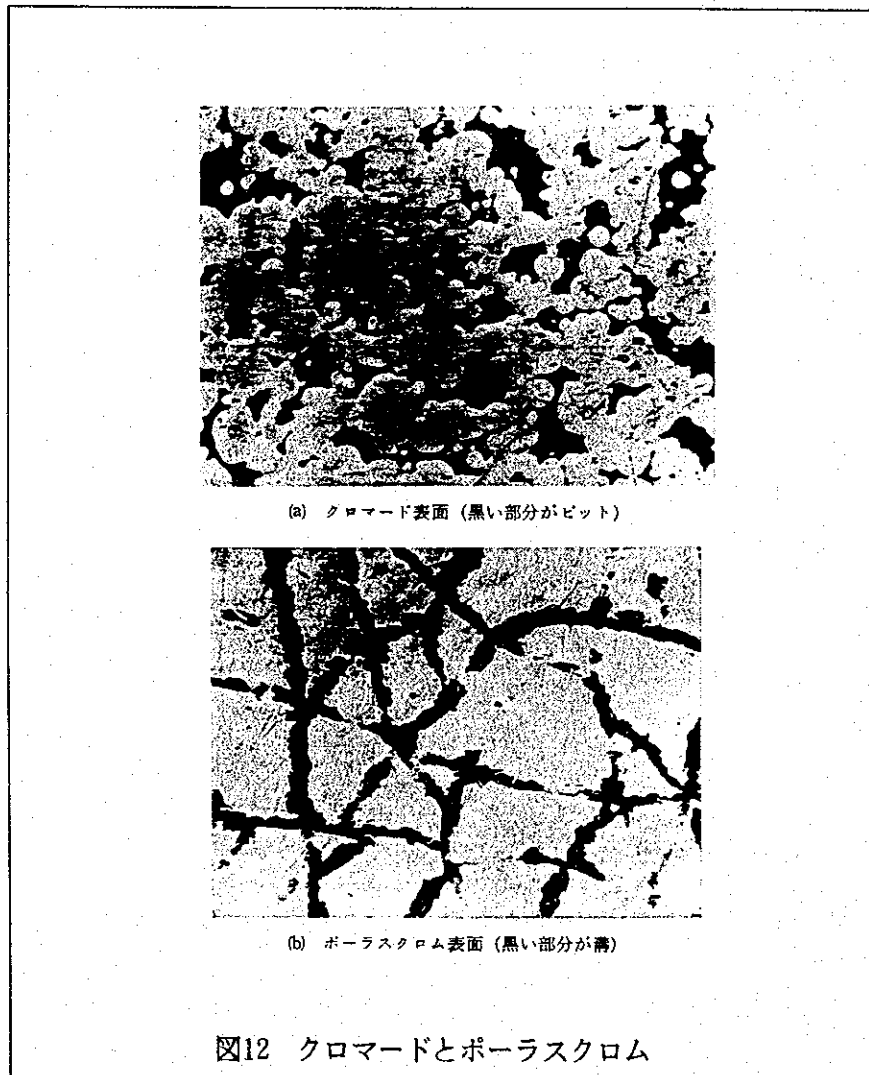 (a) クロマード表面 (黒い部分がピット)
(b) ポーラスクロム表面 (黒い部分が溝)
図12 クロマードとポーラスクロム